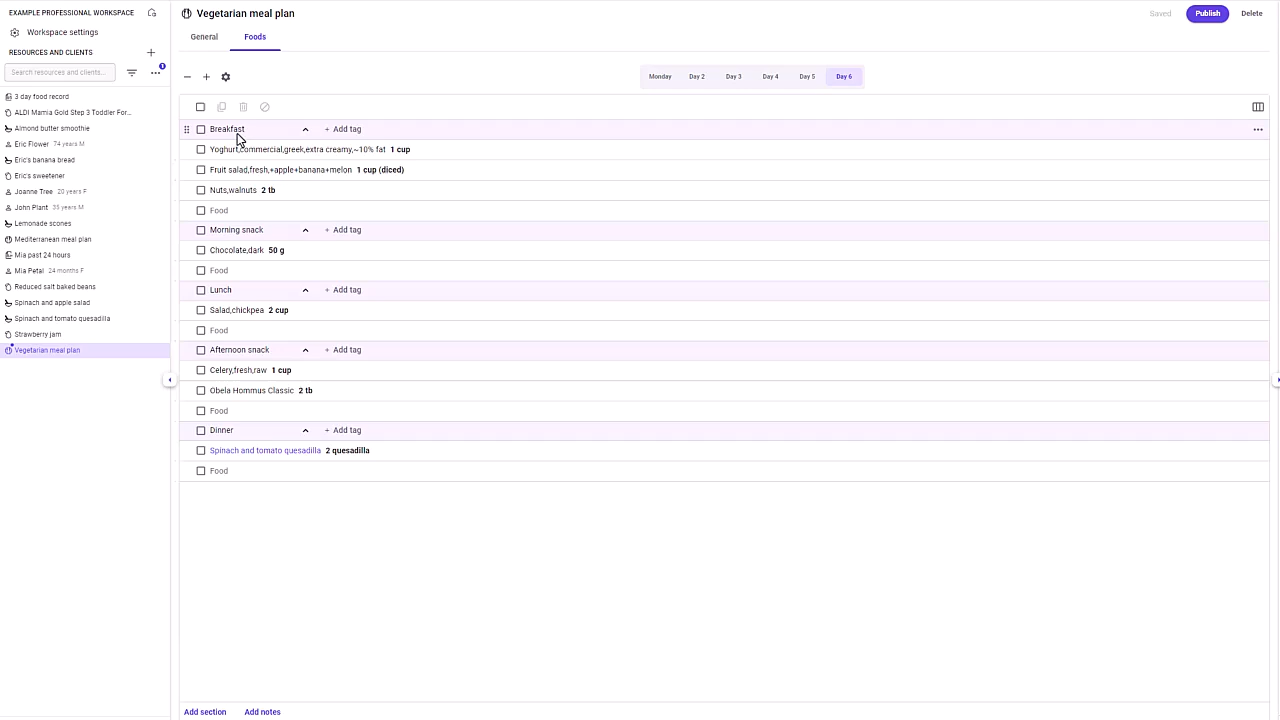 EXAMPLE PROFESSIONAL WORKSPACE
Workspace settings
RESOURCES AND CLIENTS
Search resources and clients...
1
3 day food record
ALDI Mamia Gold Step 3 Toddler For...
Almond butter smoothie
Eric Flower 74 years M
Eric's banana bread
Eric's sweetener
Joanne Tree 20 years F
John Plant 35 years M
Lemonade scones
Mediterranean meal plan
Mia past 24 hours
Mia Petal 24 months F
Reduced salt baked beans
Spinach and apple salad
Spinach and tomato quesadilla
Strawberry jam
Vegetarian meal plan
Vegetarian meal plan
Saved Publish Delete
General Foods
Monday Day 2 Day 3 Day 4 Day 5 Day 6
Breakfast + Add tag
Yoghurt,commercial,greek,extra creamy,~10% fat 1 cup
Fruit salad,fresh,+apple+banana+melon 1 cup (diced)
Nuts,walnuts 2 tb
Food
Morning snack + Add tag
Chocolate,dark 50 g
Food
Lunch + Add tag
Salad,chickpea 2 cup
Food
Afternoon snack + Add tag
Celery,fresh,raw 1 cup
Obela Hommus Classic 2 tb
Food
Dinner + Add tag
Spinach and tomato quesadilla 2 quesadilla
Food
Add section Add notes